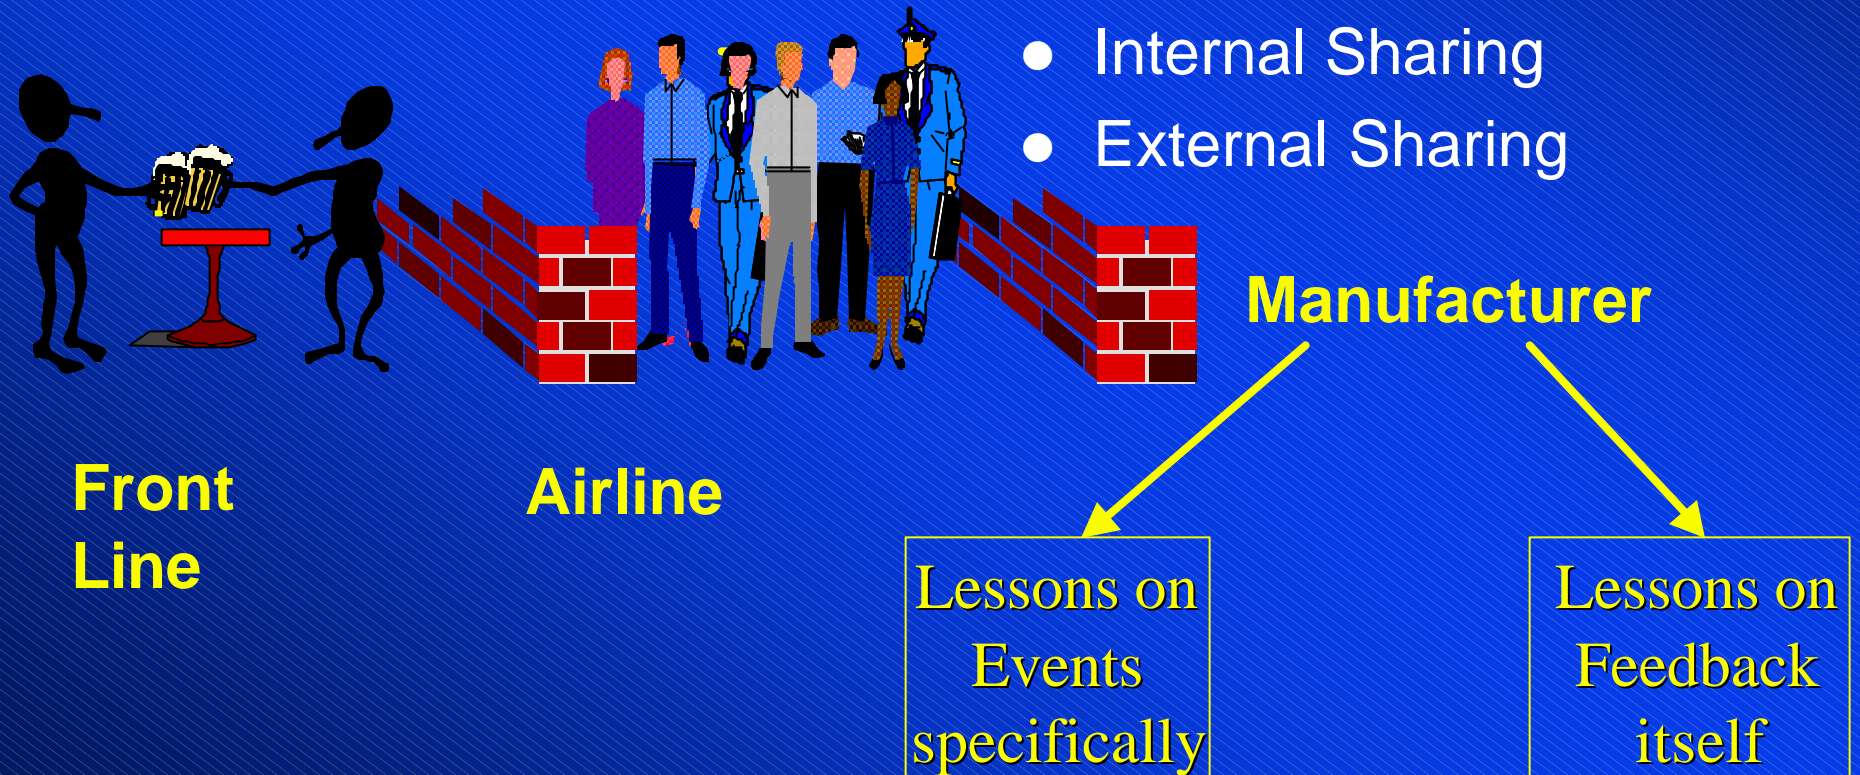 ● Internal Sharing
● External Sharing
Manufacturer
Front
Line
Airline
Lessons on
Events
specifically
Lessons on
Feedback
itself